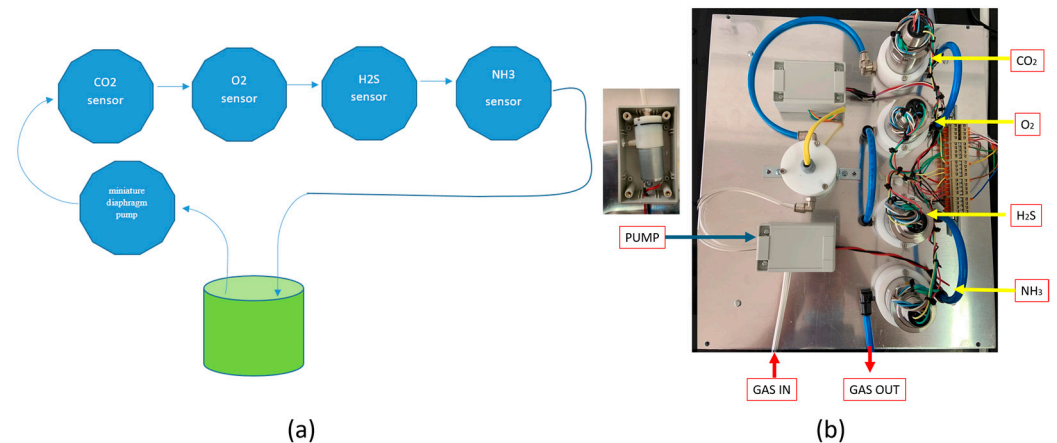 CO2
sensor
O2
sensor
H2S
sensor
NH3
sensor
miniature
diaphragm
pump
(a)
CO₂
O₂
H₂S
NH₃
PUMP
GAS IN
GAS OUT
(b)